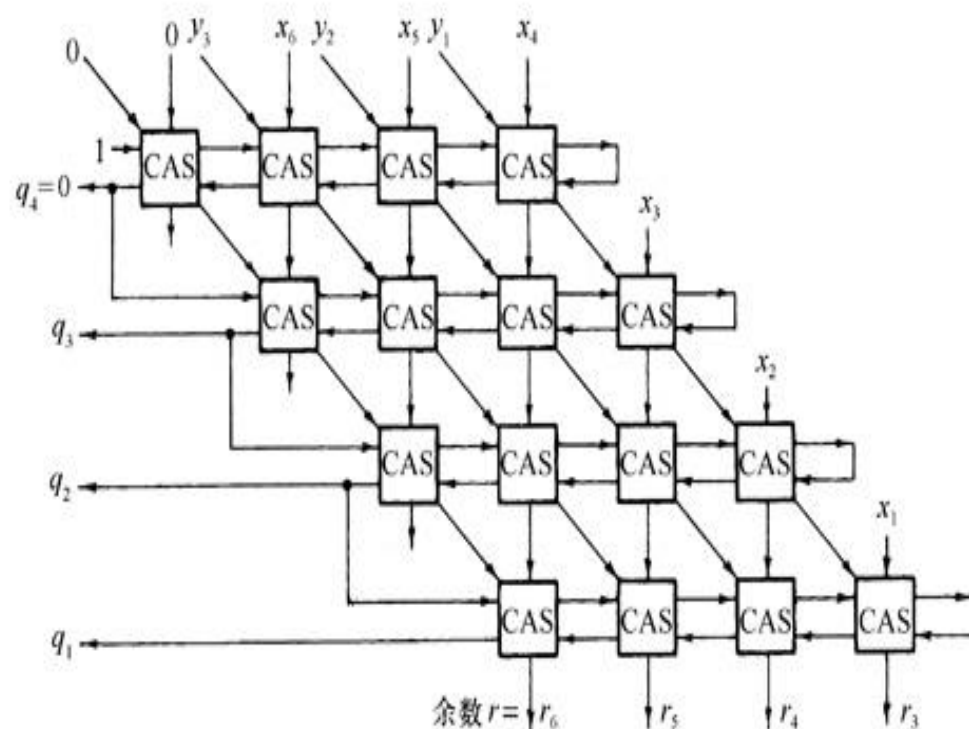 0 0 y₃ x₆ y₂ x₅ y₁ x₄
1 CAS CAS CAS CAS
q₄=0
x₃
CAS CAS CAS CAS
q₃
x₂
CAS CAS CAS CAS
q₂
x₁
CAS CAS CAS CAS
q₁
余数 r= r₆ r₅ r₄ r₃